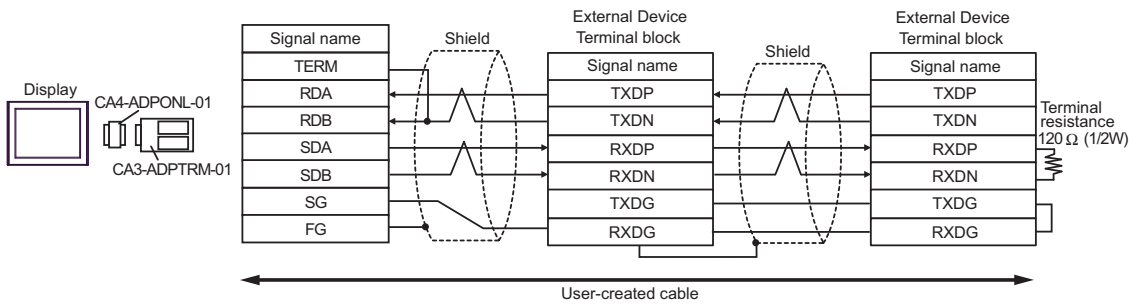 Display
CA4-ADPONL-01
CA3-ADPTRM-01
Signal name
TERM
RDA
RDB
SDA
SDB
SG
FG
Shield
External Device
Terminal block
Signal name
TXDP
TXDN
RXDP
RXDN
TXDG
RXDG
Shield
External Device
Terminal block
Signal name
TXDP
TXDN
RXDP
RXDN
TXDG
RXDG
Terminal
resistance
120 Ω (1/2W)
User-created cable